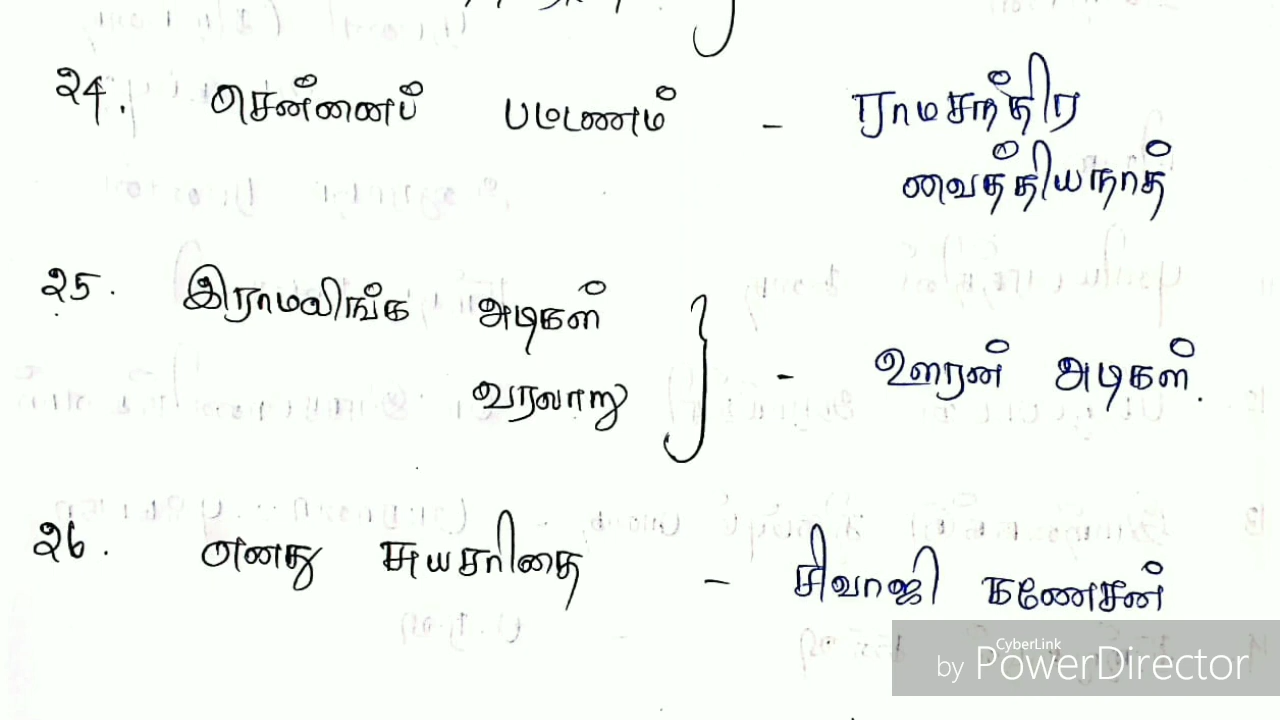 24. சென்னைப் பட்டணம் - ராமசந்திர
வைத்தியநாத்
25. இராமலிங்க அடிகள்
வரலாறு } - ஊரன் அடிகள்.
26. எனது சுயசரிதை - சிவாஜி கணேசன்
CyberLink
by PowerDirector